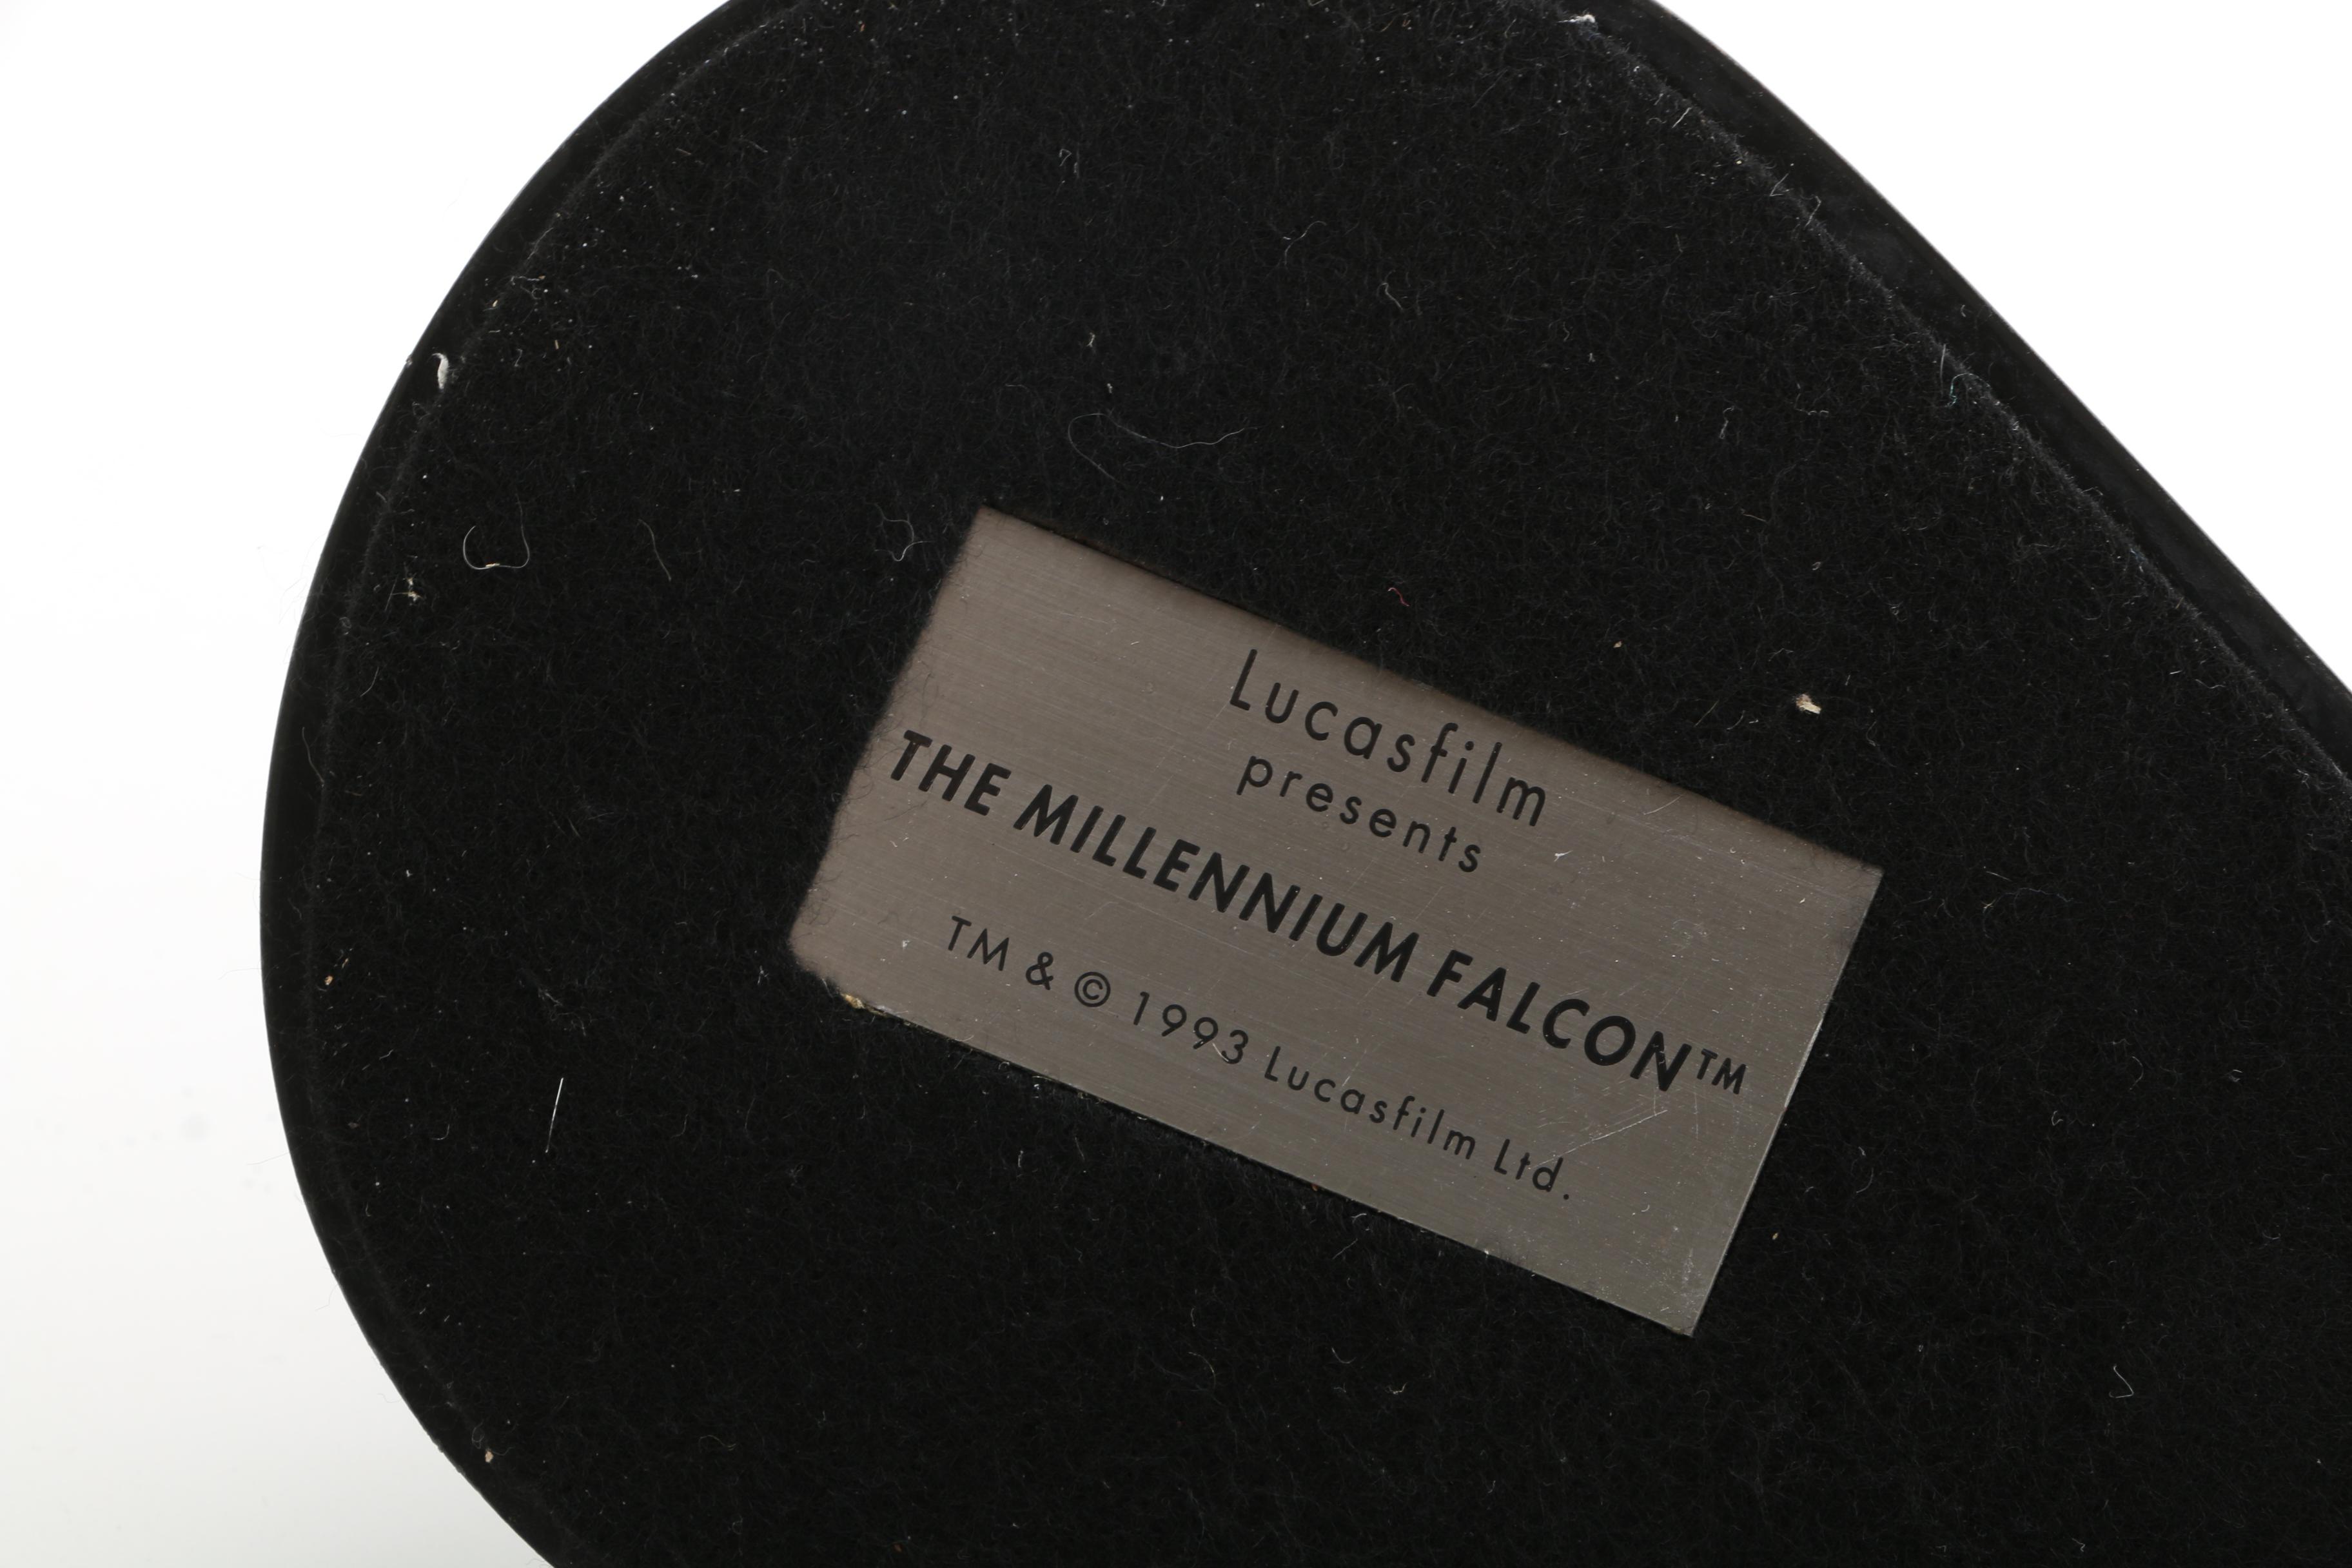 Lucasfilm
presents
THE MILLENNIUM FALCON™
TM & © 1993 Lucasfilm Ltd.